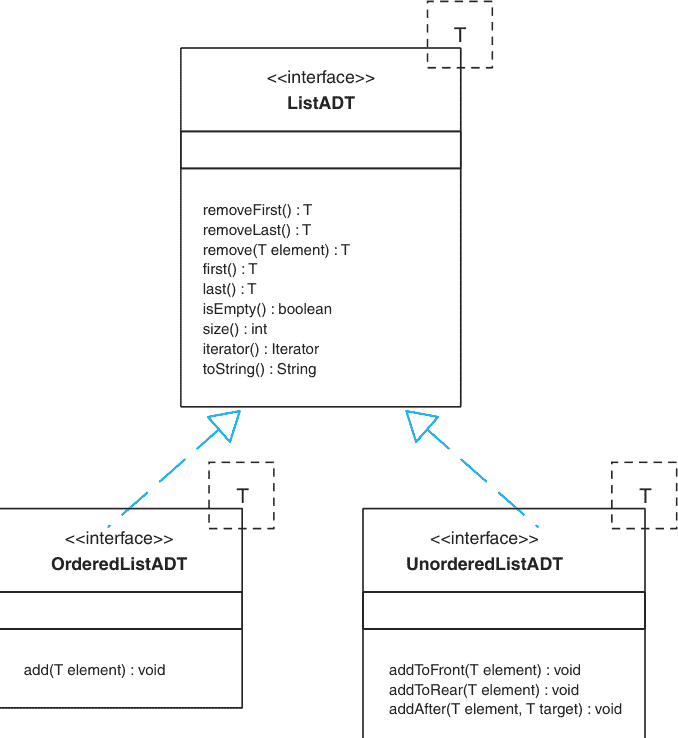 T
<<interface>>
ListADT
removeFirst() : T
removeLast() : T
remove(T element) : T
first() : T
last() : T
isEmpty() : boolean
size() : int
iterator() : Iterator
toString() : String
T
<<interface>>
OrderedListADT
add(T element) : void
T
<<interface>>
UnorderedListADT
addToFront(T element) : void
addToRear(T element) : void
addAfter(T element, T target) : void